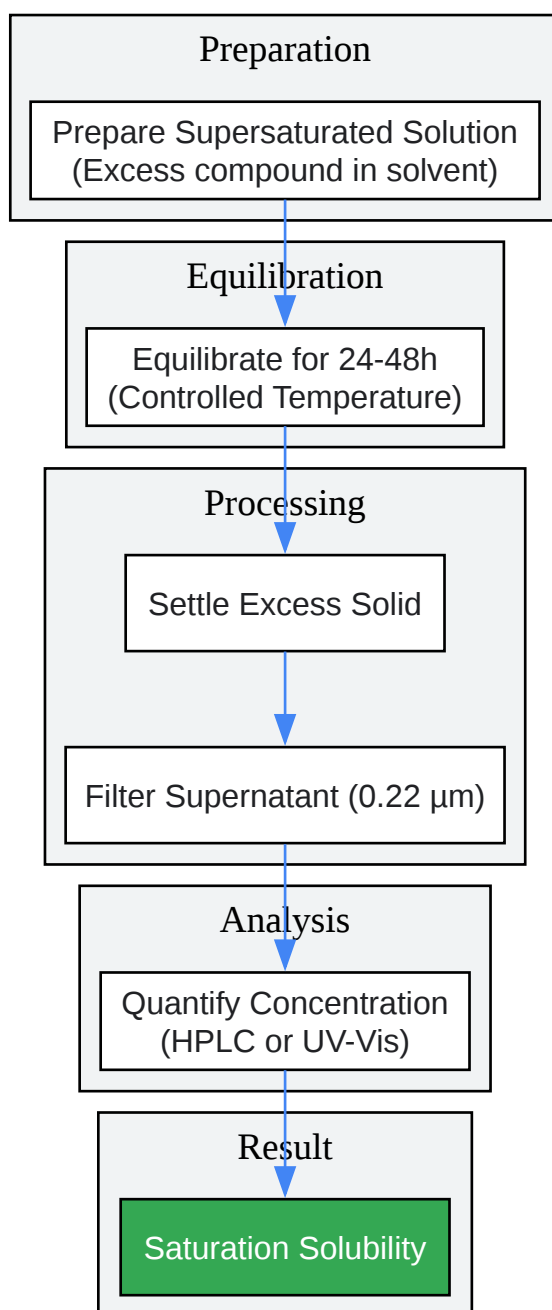 Preparation
Prepare Supersaturated Solution
(Excess compound in solvent)
Equilibration
Equilibrate for 24-48h
(Controlled Temperature)
Processing
Settle Excess Solid
Filter Supernatant (0.22 µm)
Analysis
Quantify Concentration
(HPLC or UV-Vis)
Result
Saturation Solubility